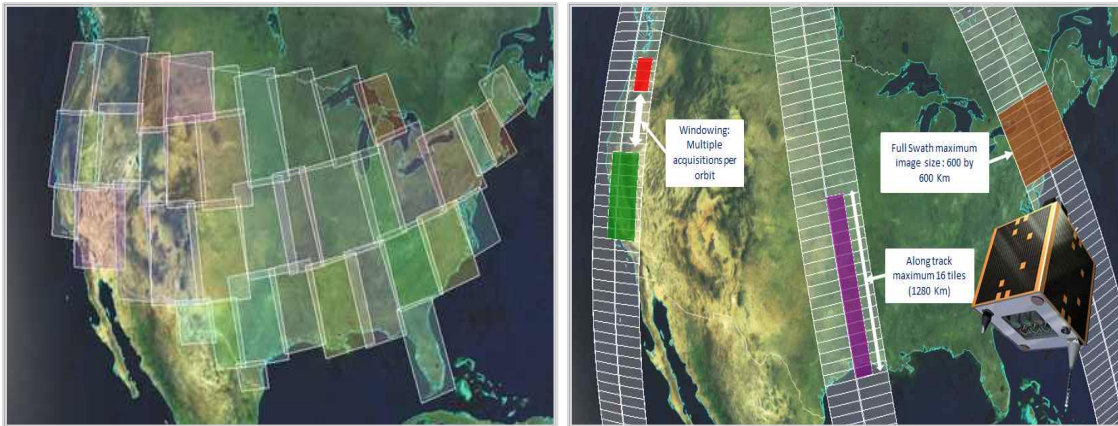 Windowing:
Multiple
acquisitions per
orbit
Full Swath maximum
image size : 600 by
600 Km
Along track
maximum 16 tiles
(1280 Km)